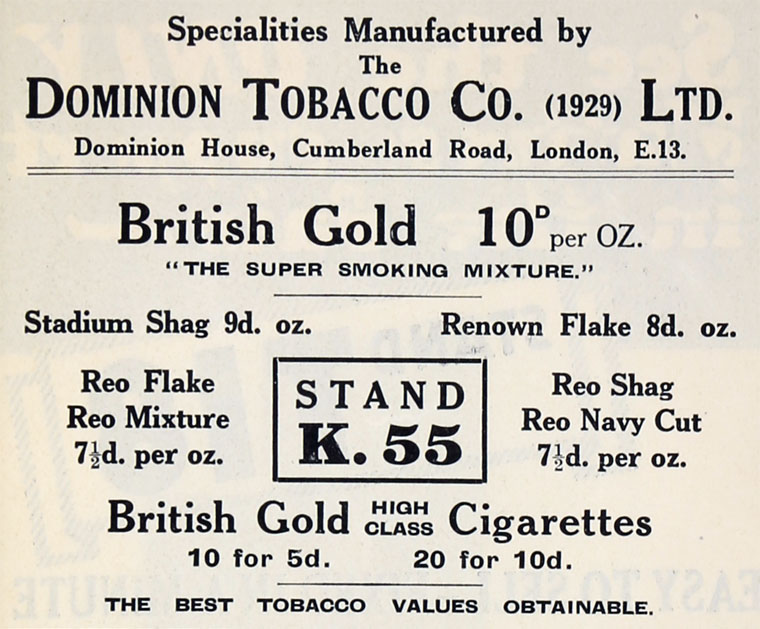 Specialities Manufactured by
The
DOMINION TOBACCO CO. (1929) LTD.
Dominion House, Cumberland Road, London, E.13.
British Gold 10D per OZ.
"THE SUPER SMOKING MIXTURE."
Stadium Shag 9d. oz. Renown Flake 8d. oz.
Reo Flake
Reo Mixture
7½d. per oz.
STAND
K. 55
Reo Shag
Reo Navy Cut
7½d. per oz.
British Gold HIGH CLASS Cigarettes
10 for 5d. 20 for 10d.
THE BEST TOBACCO VALUES OBTAINABLE.